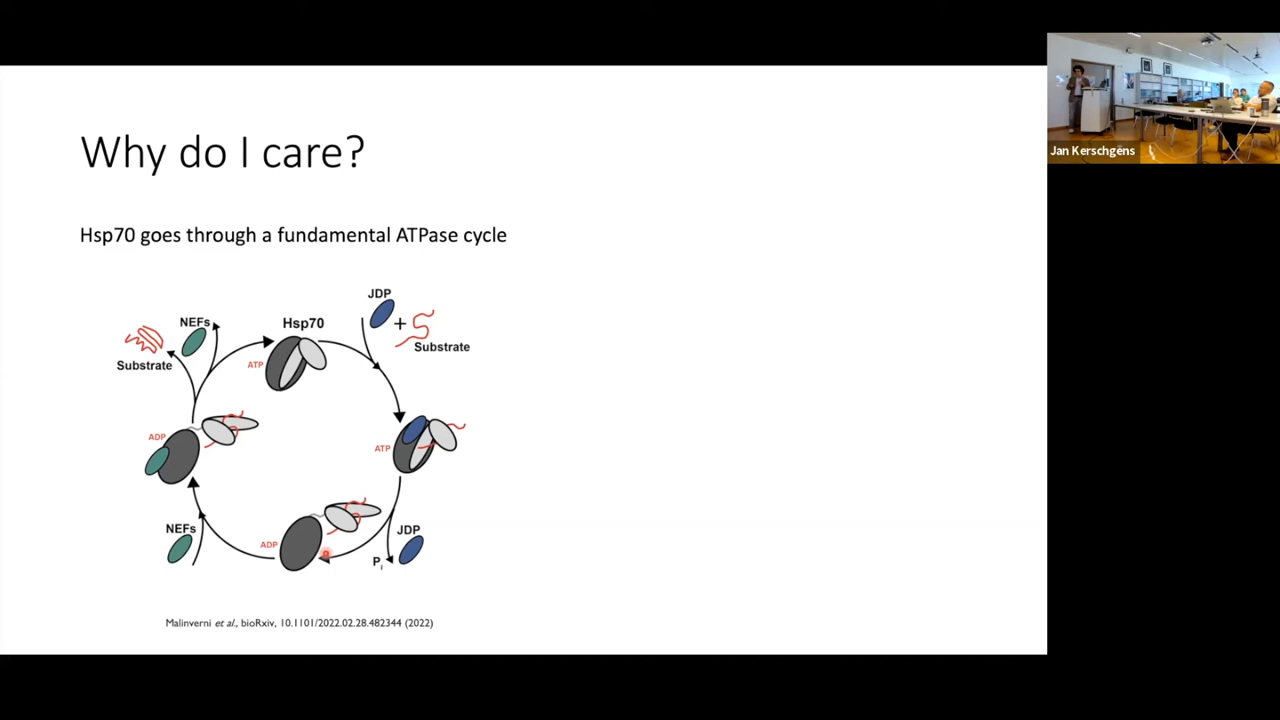 Why do I care?
Hsp70 goes through a fundamental ATPase cycle
JDP
NEFs
Hsp70
+
Substrate
Substrate
ATP
ADP
ATP
NEFs
ADP
JDP
Pi
Malinverni et al., bioRxiv, 10.1101/2022.02.28.482344 (2022)
Jan Kerschgens